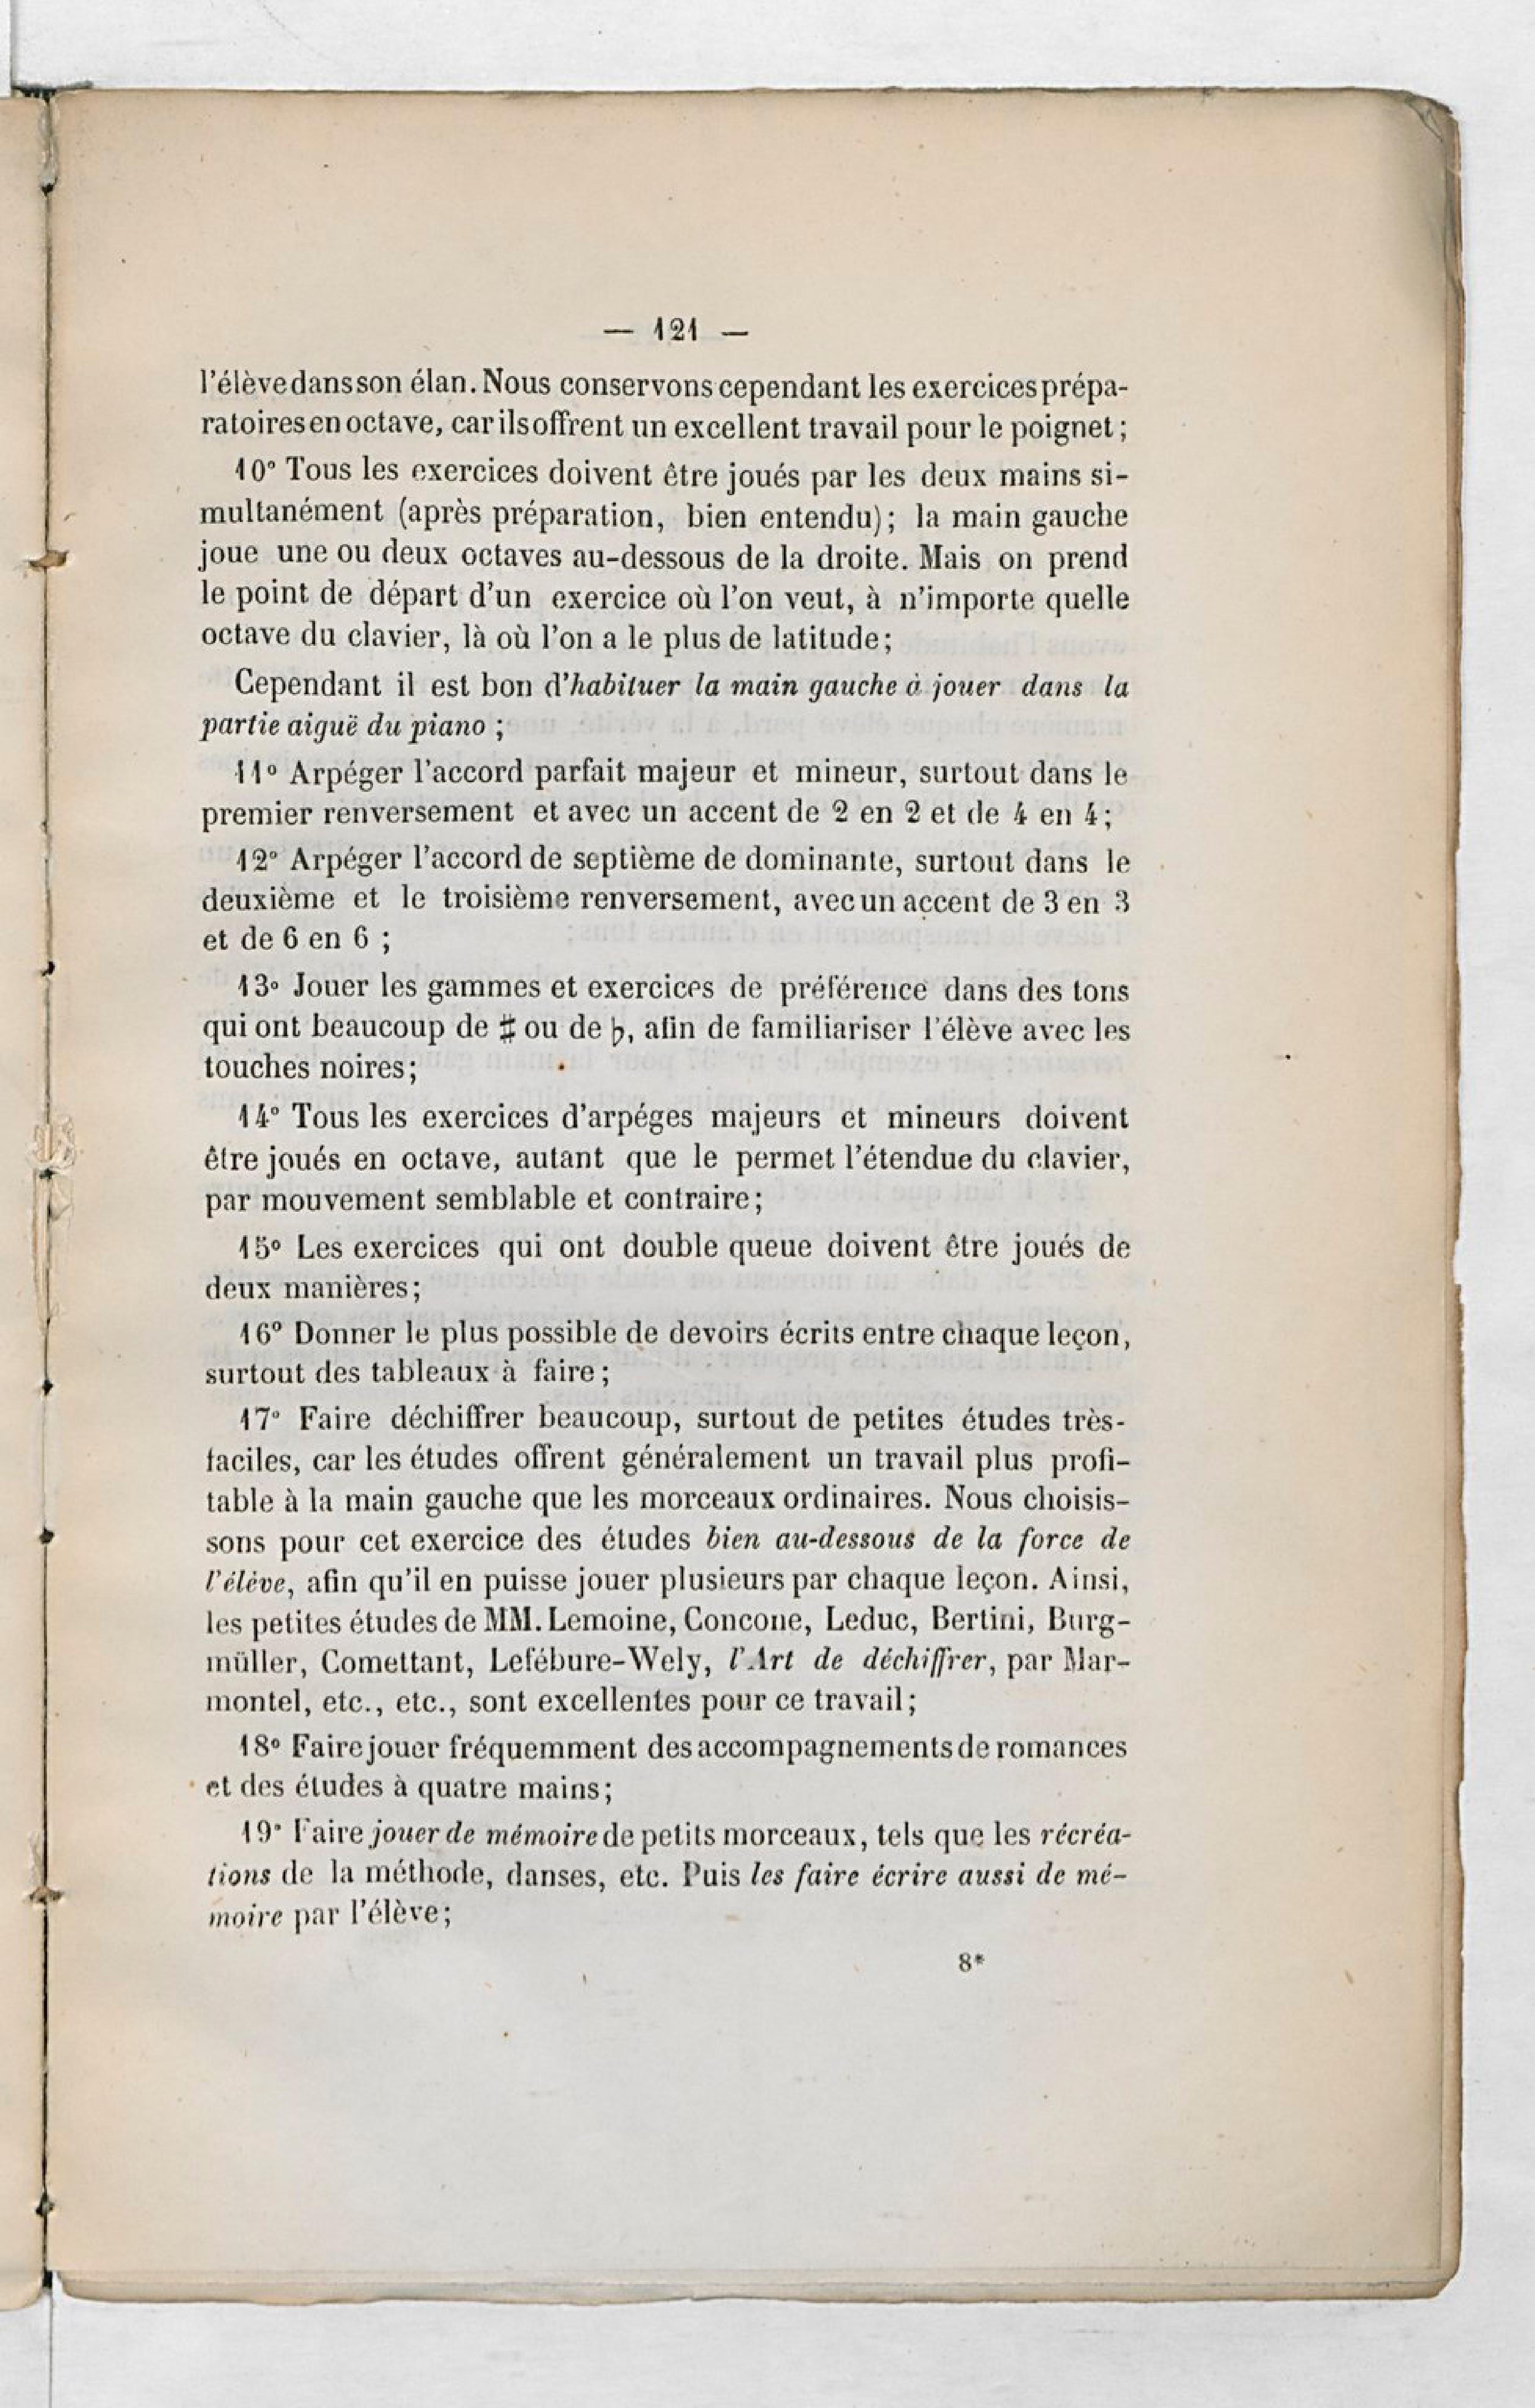 — 121 —
l'élève dans son élan. Nous conservons cependant les exercices prépa-
ratoires en octave, car ils offrent un excellent travail pour le poignet ;
10° Tous les exercices doivent être joués par les deux mains si-
multanément (après préparation, bien entendu) ; la main gauche
joue une ou deux octaves au-dessous de la droite. Mais on prend
le point de départ d'un exercice où l'on veut, à n'importe quelle
octave du clavier, là où l'on a le plus de latitude ;
Cependant il est bon d'habituer la main gauche à jouer dans la
partie aiguë du piano ;
11° Arpéger l'accord parfait majeur et mineur, surtout dans le
premier renversement et avec un accent de 2 en 2 et de 4 en 4 ;
12° Arpéger l'accord de septième de dominante, surtout dans le
deuxième et le troisième renversement, avec un accent de 3 en 3
et de 6 en 6 ;
13° Jouer les gammes et exercices de préférence dans des tons
qui ont beaucoup de ♯ ou de ♭, afin de familiariser l'élève avec les
touches noires ;
14° Tous les exercices d'arpéges majeurs et mineurs doivent
être joués en octave, autant que le permet l'étendue du clavier,
par mouvement semblable et contraire ;
15° Les exercices qui ont double queue doivent être joués de
deux manières ;
16° Donner le plus possible de devoirs écrits entre chaque leçon,
surtout des tableaux à faire ;
17° Faire déchiffrer beaucoup, surtout de petites études très-
faciles, car les études offrent généralement un travail plus profi-
table à la main gauche que les morceaux ordinaires. Nous choisis-
sons pour cet exercice des études bien au-dessous de la force de
l'élève, afin qu'il en puisse jouer plusieurs par chaque leçon. Ainsi,
les petites études de MM. Lemoine, Concone, Leduc, Bertini, Burg-
müller, Comettant, Lefébure-Wely, l'Art de déchiffrer, par Mar-
montel, etc., etc., sont excellentes pour ce travail ;
18° Faire jouer fréquemment des accompagnements de romances
et des études à quatre mains ;
19° Faire jouer de mémoire de petits morceaux, tels que les récréa-
tions de la méthode, danses, etc. Puis les faire écrire aussi de mé-
moire par l'élève ;
8*